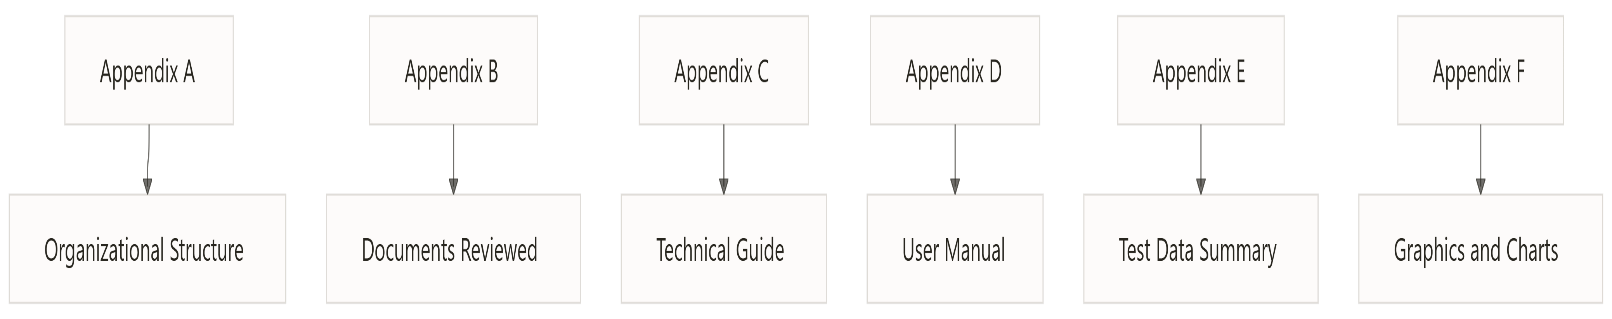 Appendix A
Appendix B
Appendix C
Appendix D
Appendix E
Appendix F
Organizational Structure
Documents Reviewed
Technical Guide
User Manual
Test Data Summary
Graphics and Charts